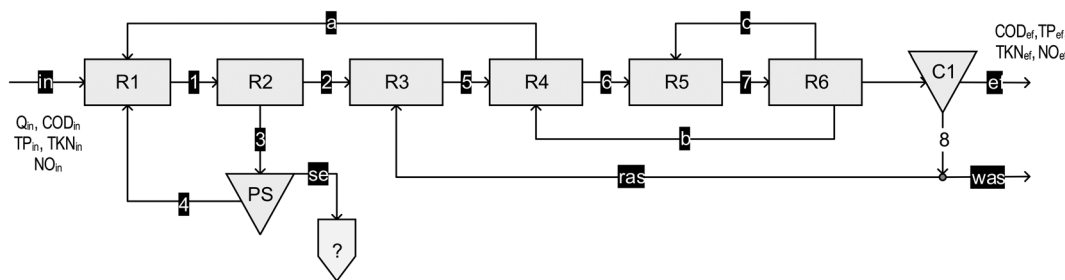 a
c
COD_ef, TP_ef,
TKN_ef, NO_ef
in
R1
1
R2
2
R3
5
R4
6
R5
7
R6
C1
ef
Q_in, COD_in
TP_in, TKN_in
NO_in
3
b
8
PS
se
ras
was
4
?